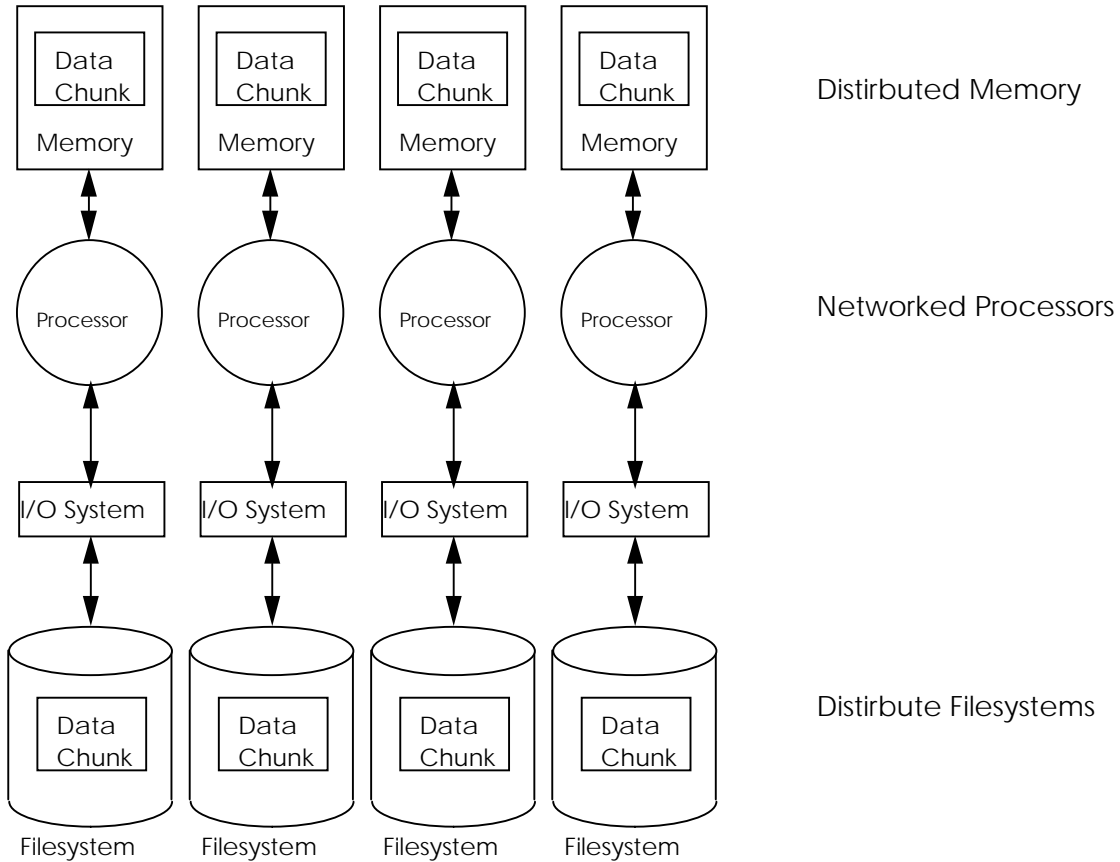 Data Data Data Data
Chunk Chunk Chunk Chunk
Distirbuted Memory
Memory Memory Memory Memory
Processor Processor Processor Processor
Networked Processors
I/O System I/O System I/O System I/O System
Distirbute Filesystems
Data Data Data Data
Chunk Chunk Chunk Chunk
Filesystem Filesystem Filesystem Filesystem